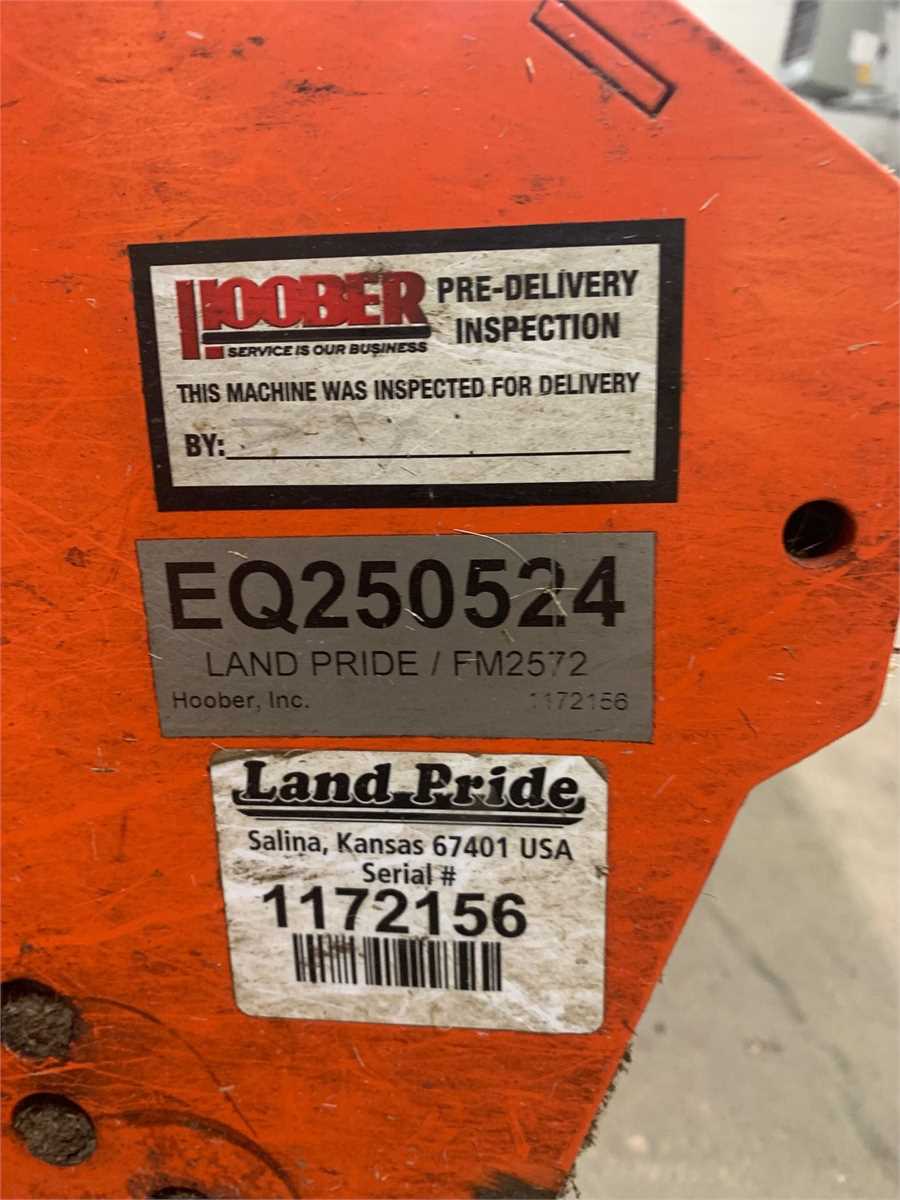 HOOBER
SERVICE IS OUR BUSINESS
PRE-DELIVERY
INSPECTION
THIS MACHINE WAS INSPECTED FOR DELIVERY
BY:
EQ250524
LAND PRIDE / FM2572
Hoober, Inc. 1172156
Land Pride
Salina, Kansas 67401 USA
Serial #
1172156